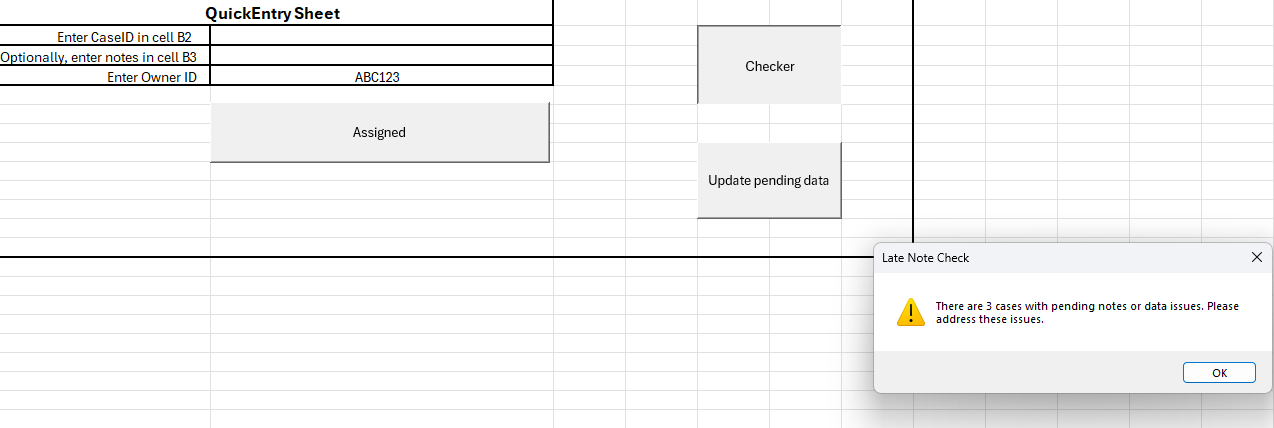 QuickEntry Sheet
Enter CaseID in cell B2
Optionally, enter notes in cell B3
Enter Owner ID
ABC123
Assigned
Checker
Update pending data
Late Note Check
There are 3 cases with pending notes or data issues. Please
address these issues.
OK